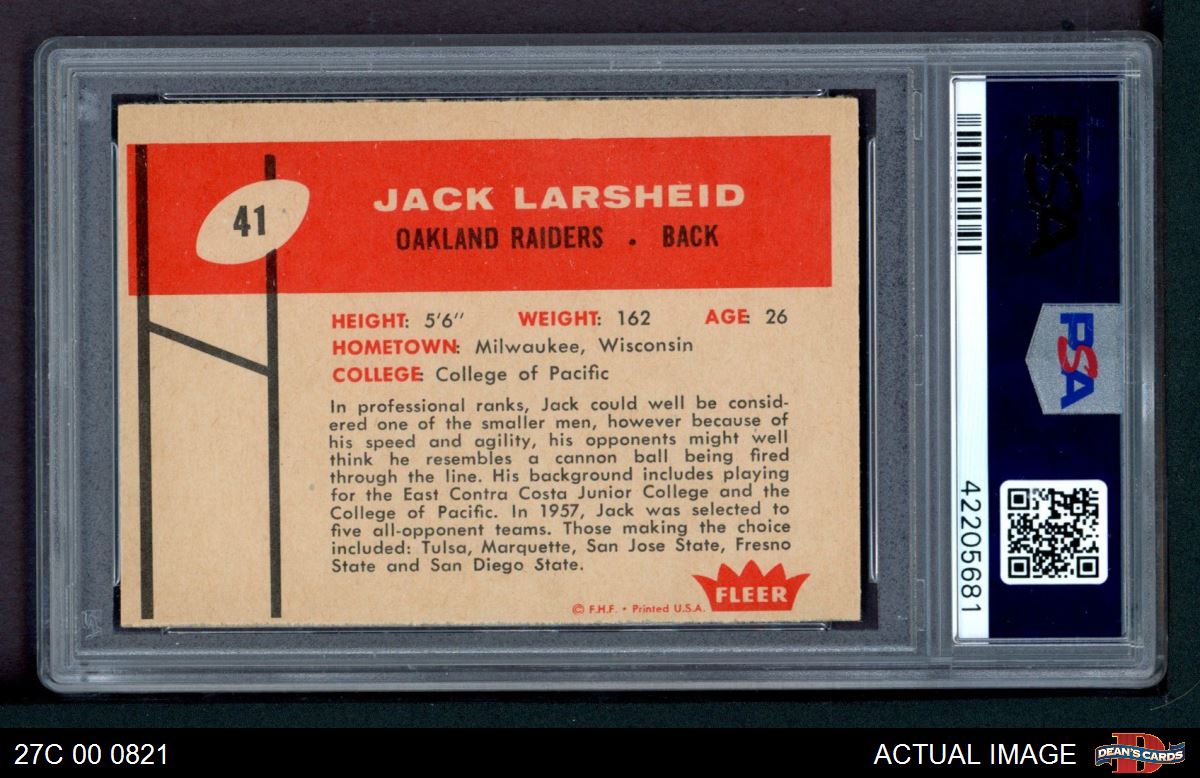 41
JACK LARSHEID
OAKLAND RAIDERS . BACK
HEIGHT: 5'6" WEIGHT: 162 AGE: 26
HOMETOWN: Milwaukee, Wisconsin
COLLEGE: College of Pacific
In professional ranks, Jack could well be consid-
ered one of the smaller men, however because of
his speed and agility, his opponents might well
think he resembles a cannon ball being fired
through the line. His background includes playing
for the East Contra Costa Junior College and the
College of Pacific. In 1957, Jack was selected to
five all-opponent teams. Those making the choice
included: Tulsa, Marquette, San Jose State, Fresno
State and San Diego State.
FLEER
© F.H.F. • Printed U.S.A.
PSA
PSA
42205681
27C 00 0821
ACTUAL IMAGE
DEAN'S CARDS